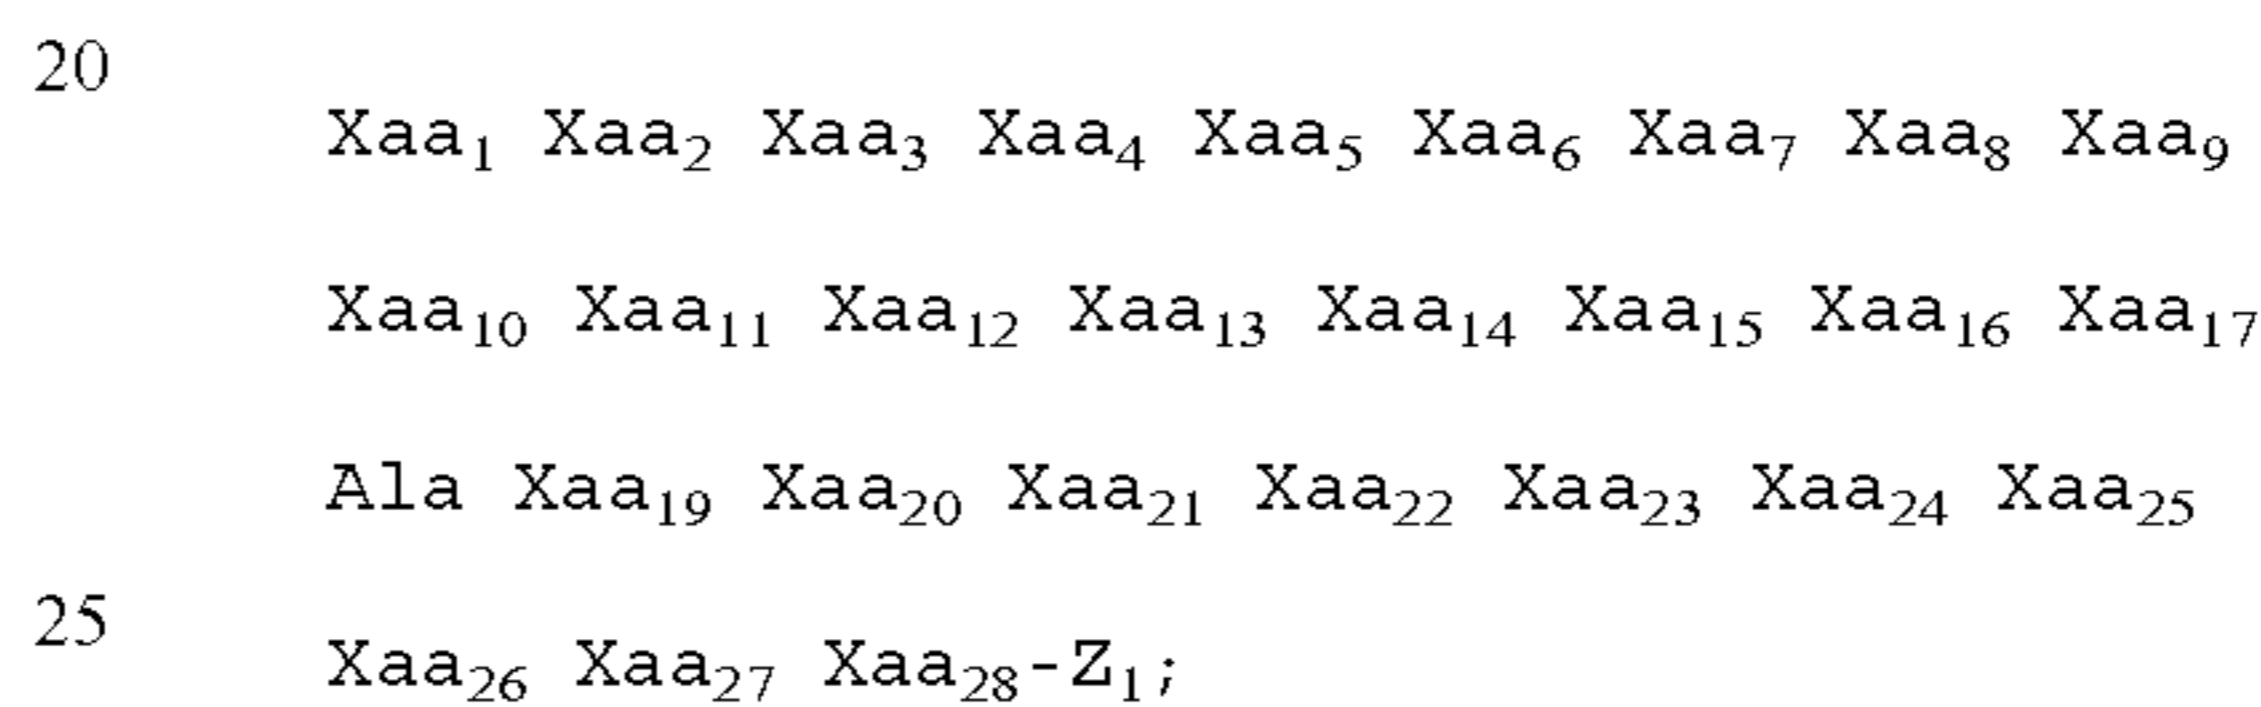 20
Xaa₁ Xaa₂ Xaa₃ Xaa₄ Xaa₅ Xaa₆ Xaa₇ Xaa₈ Xaa₉
Xaa₁₀ Xaa₁₁ Xaa₁₂ Xaa₁₃ Xaa₁₄ Xaa₁₅ Xaa₁₆ Xaa₁₇
Ala Xaa₁₉ Xaa₂₀ Xaa₂₁ Xaa₂₂ Xaa₂₃ Xaa₂₄ Xaa₂₅
25
Xaa₂₆ Xaa₂₇ Xaa₂₈-Z₁;